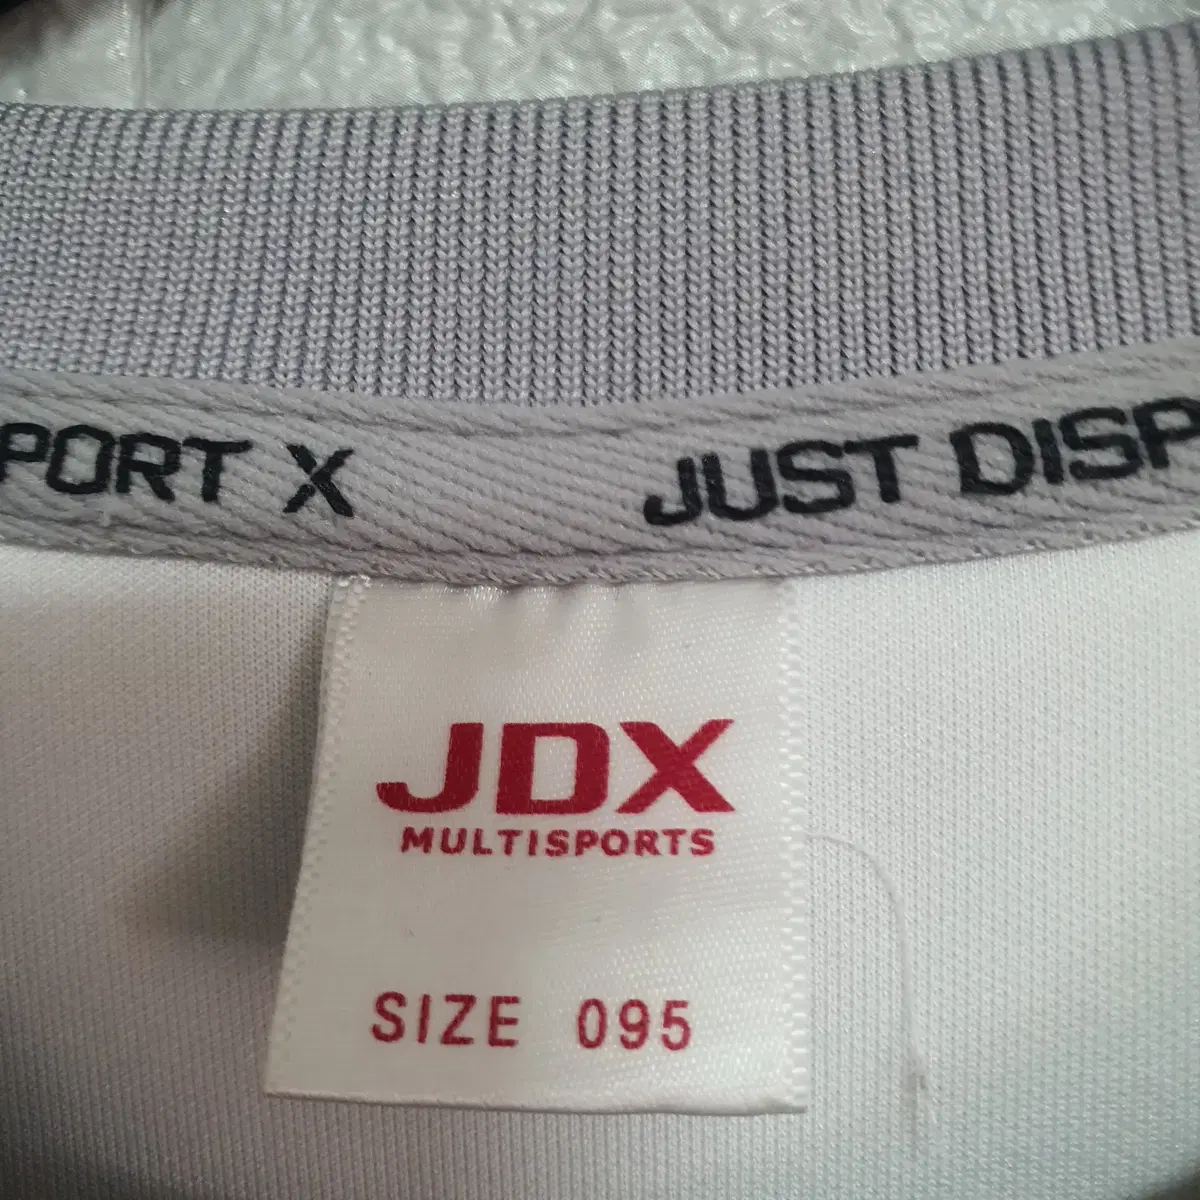 PORT X JUST DISP
JDX
MULTISPORTS
SIZE 095